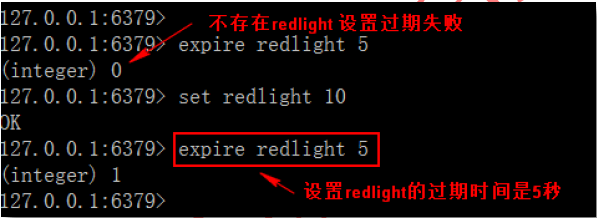 127.0.0.1:6379>
不存在redlight 设置过期失败
127.0.0.1:6379> expire redlight 5
(integer) 0
127.0.0.1:6379> set redlight 10
OK
127.0.0.1:6379> expire redlight 5
(integer) 1
设置redlight的过期时间是5秒
127.0.0.1:6379>